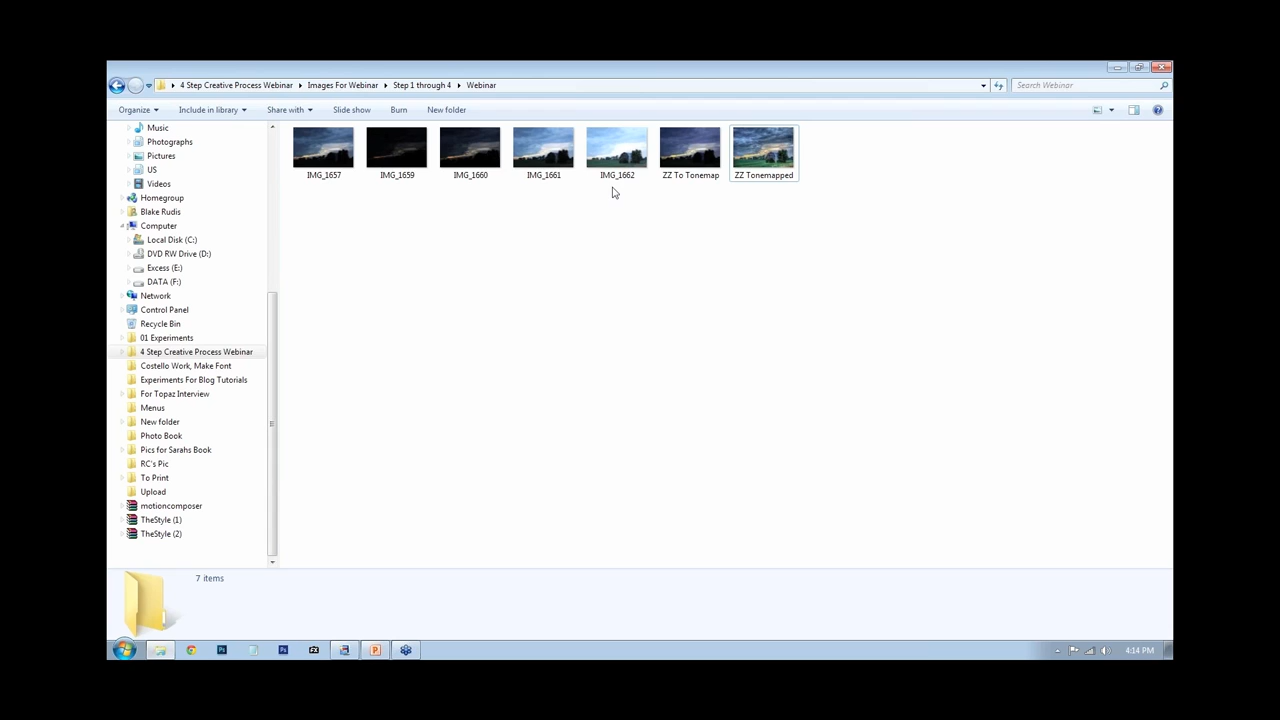 4 Step Creative Process Webinar Images For Webinar Step 1 through 4 Webinar
Search Webinar
Organize Include in library Share with Slide show Burn New folder
Music
Photographs
Pictures
US
Videos
Homegroup
Blake Rudis
Computer
Local Disk (C:)
DVD RW Drive (D:)
Excess (E:)
DATA (F:)
Network
Control Panel
Recycle Bin
01 Experiments
4 Step Creative Process Webinar
Costello Work, Make Font
Experiments For Blog Tutorials
For Topaz Interview
Menus
New folder
Photo Book
Pics for Sarahs Book
RC's Pic
To Print
Upload
motioncomposer
TheStyle (1)
TheStyle (2)
IMG_1657 IMG_1659 IMG_1660 IMG_1661 IMG_1662 ZZ To Tonemap ZZ Tonemapped
7 items
Ps Ps FX P
4:14 PM